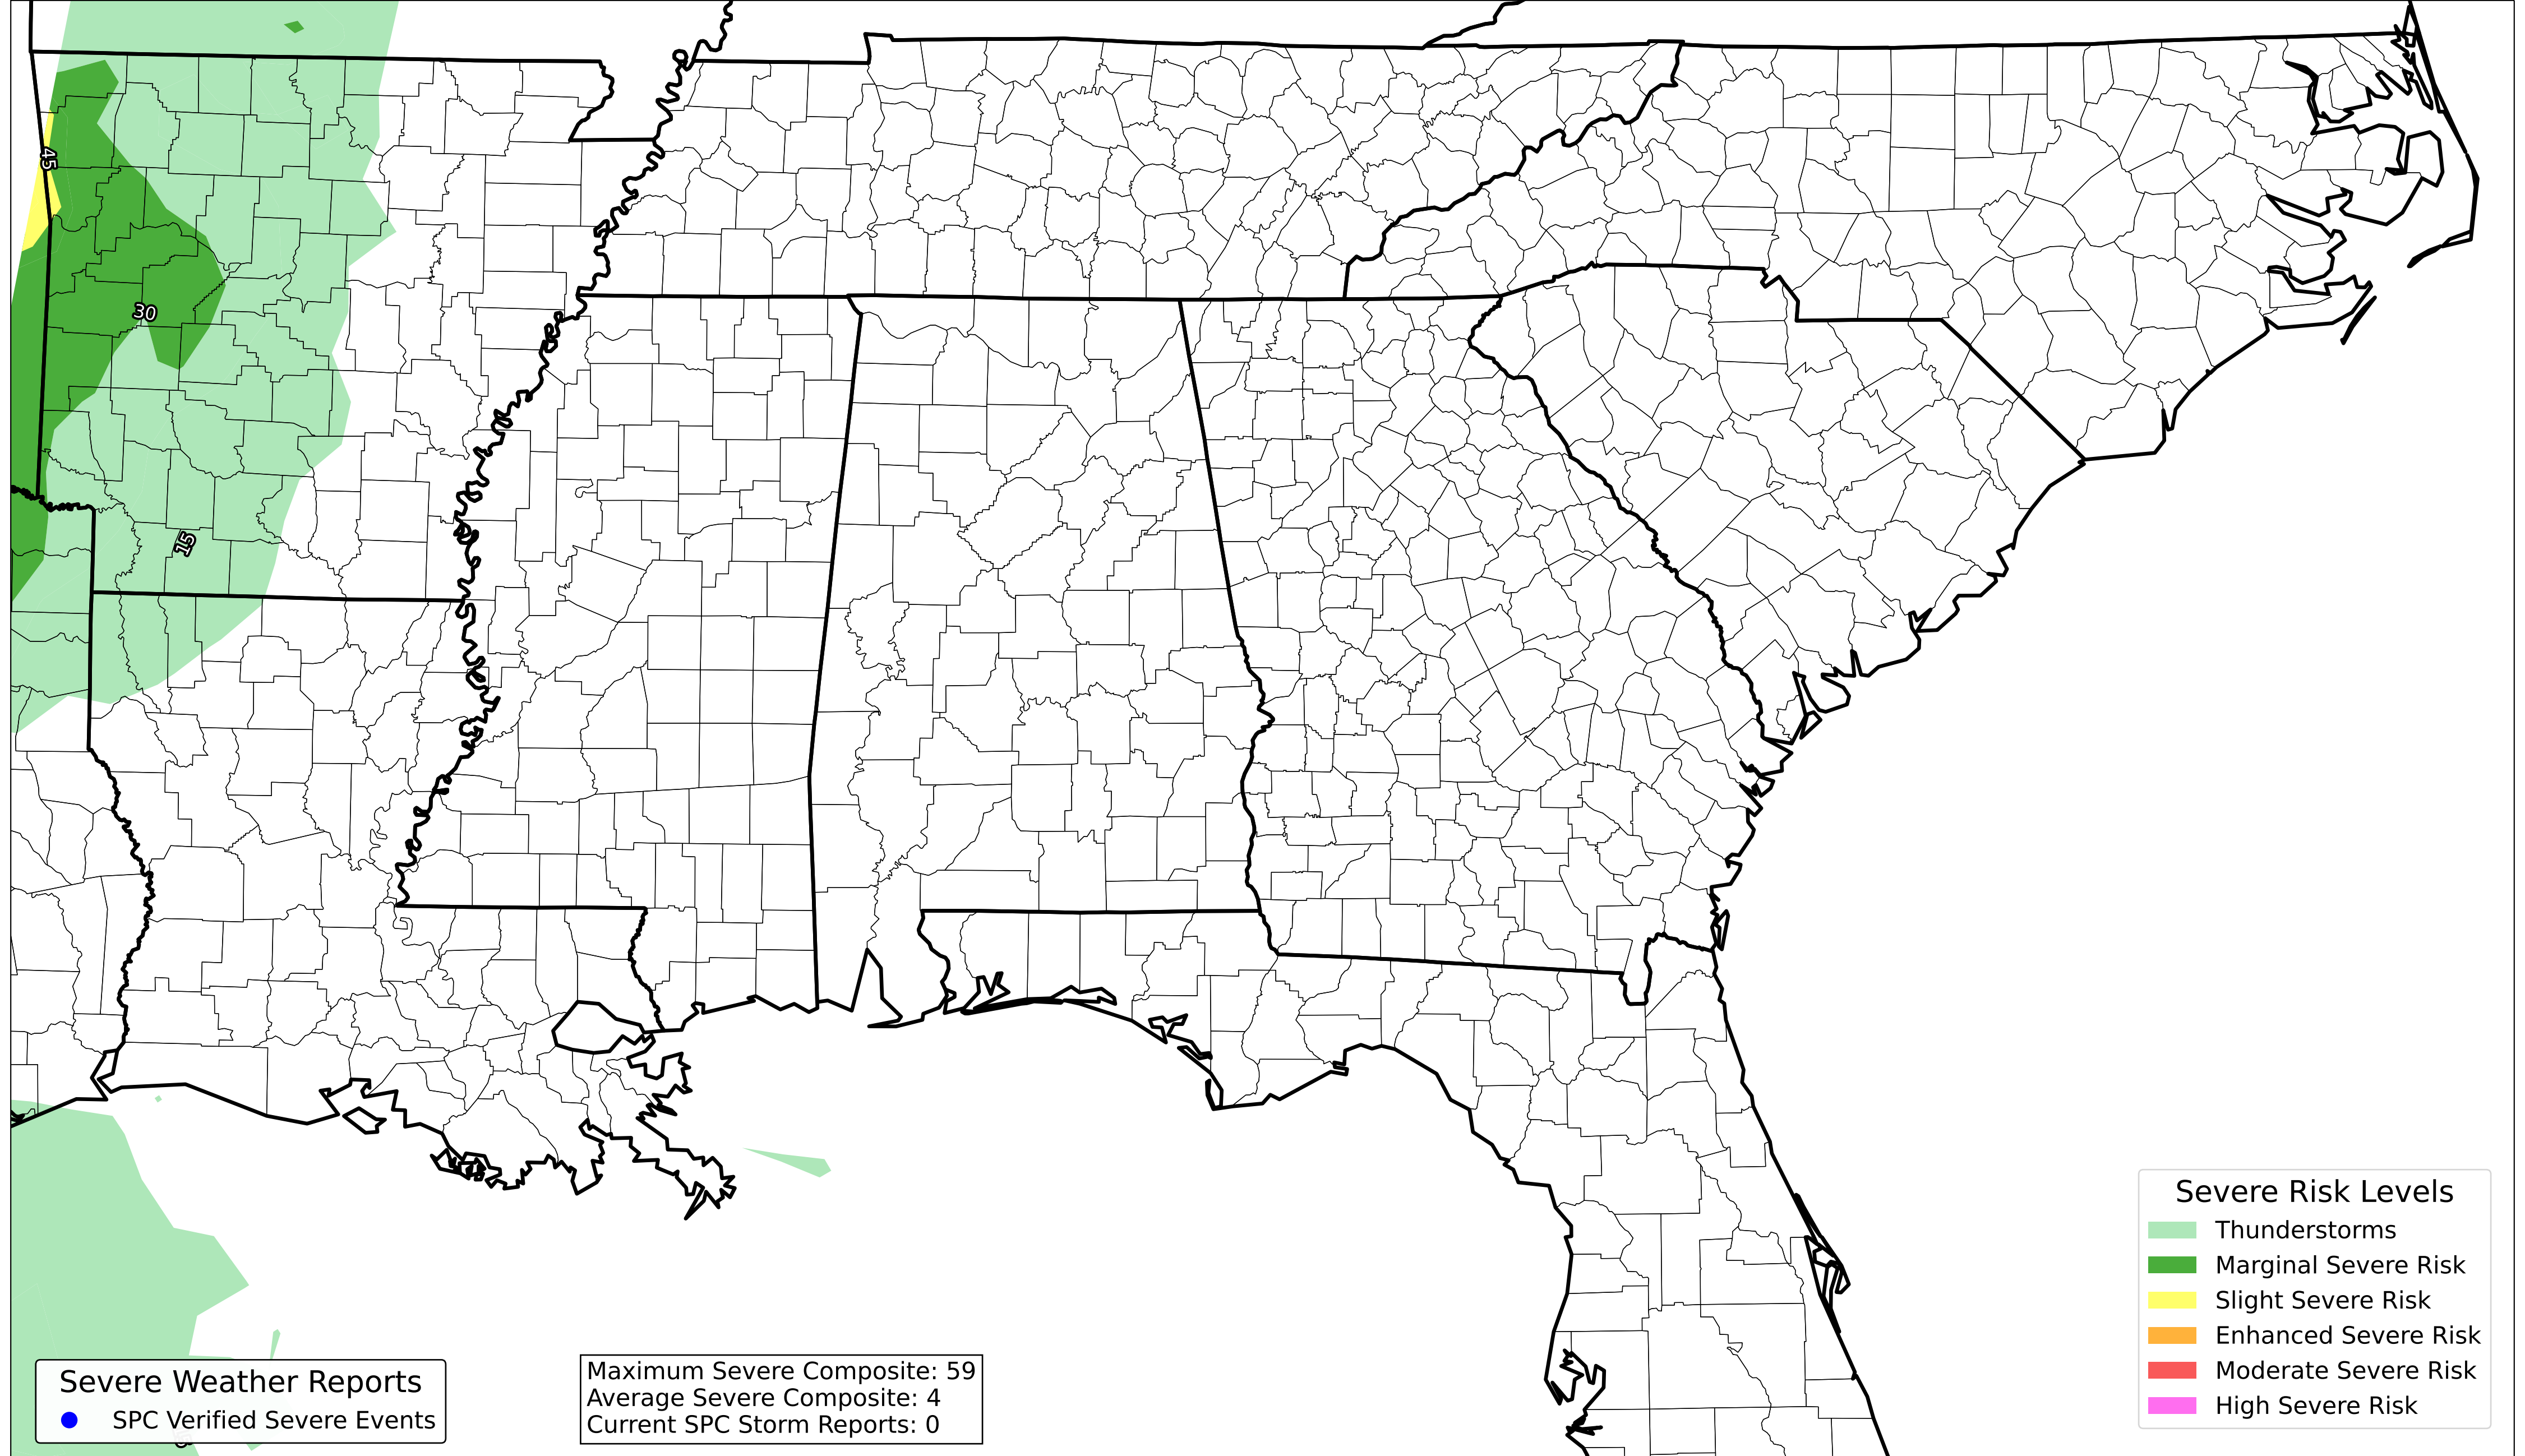 45
30
15
Severe Weather Reports
SPC Verified Severe Events
Maximum Severe Composite: 59
Average Severe Composite: 4
Current SPC Storm Reports: 0
Severe Risk Levels
Thunderstorms
Marginal Severe Risk
Slight Severe Risk
Enhanced Severe Risk
Moderate Severe Risk
High Severe Risk